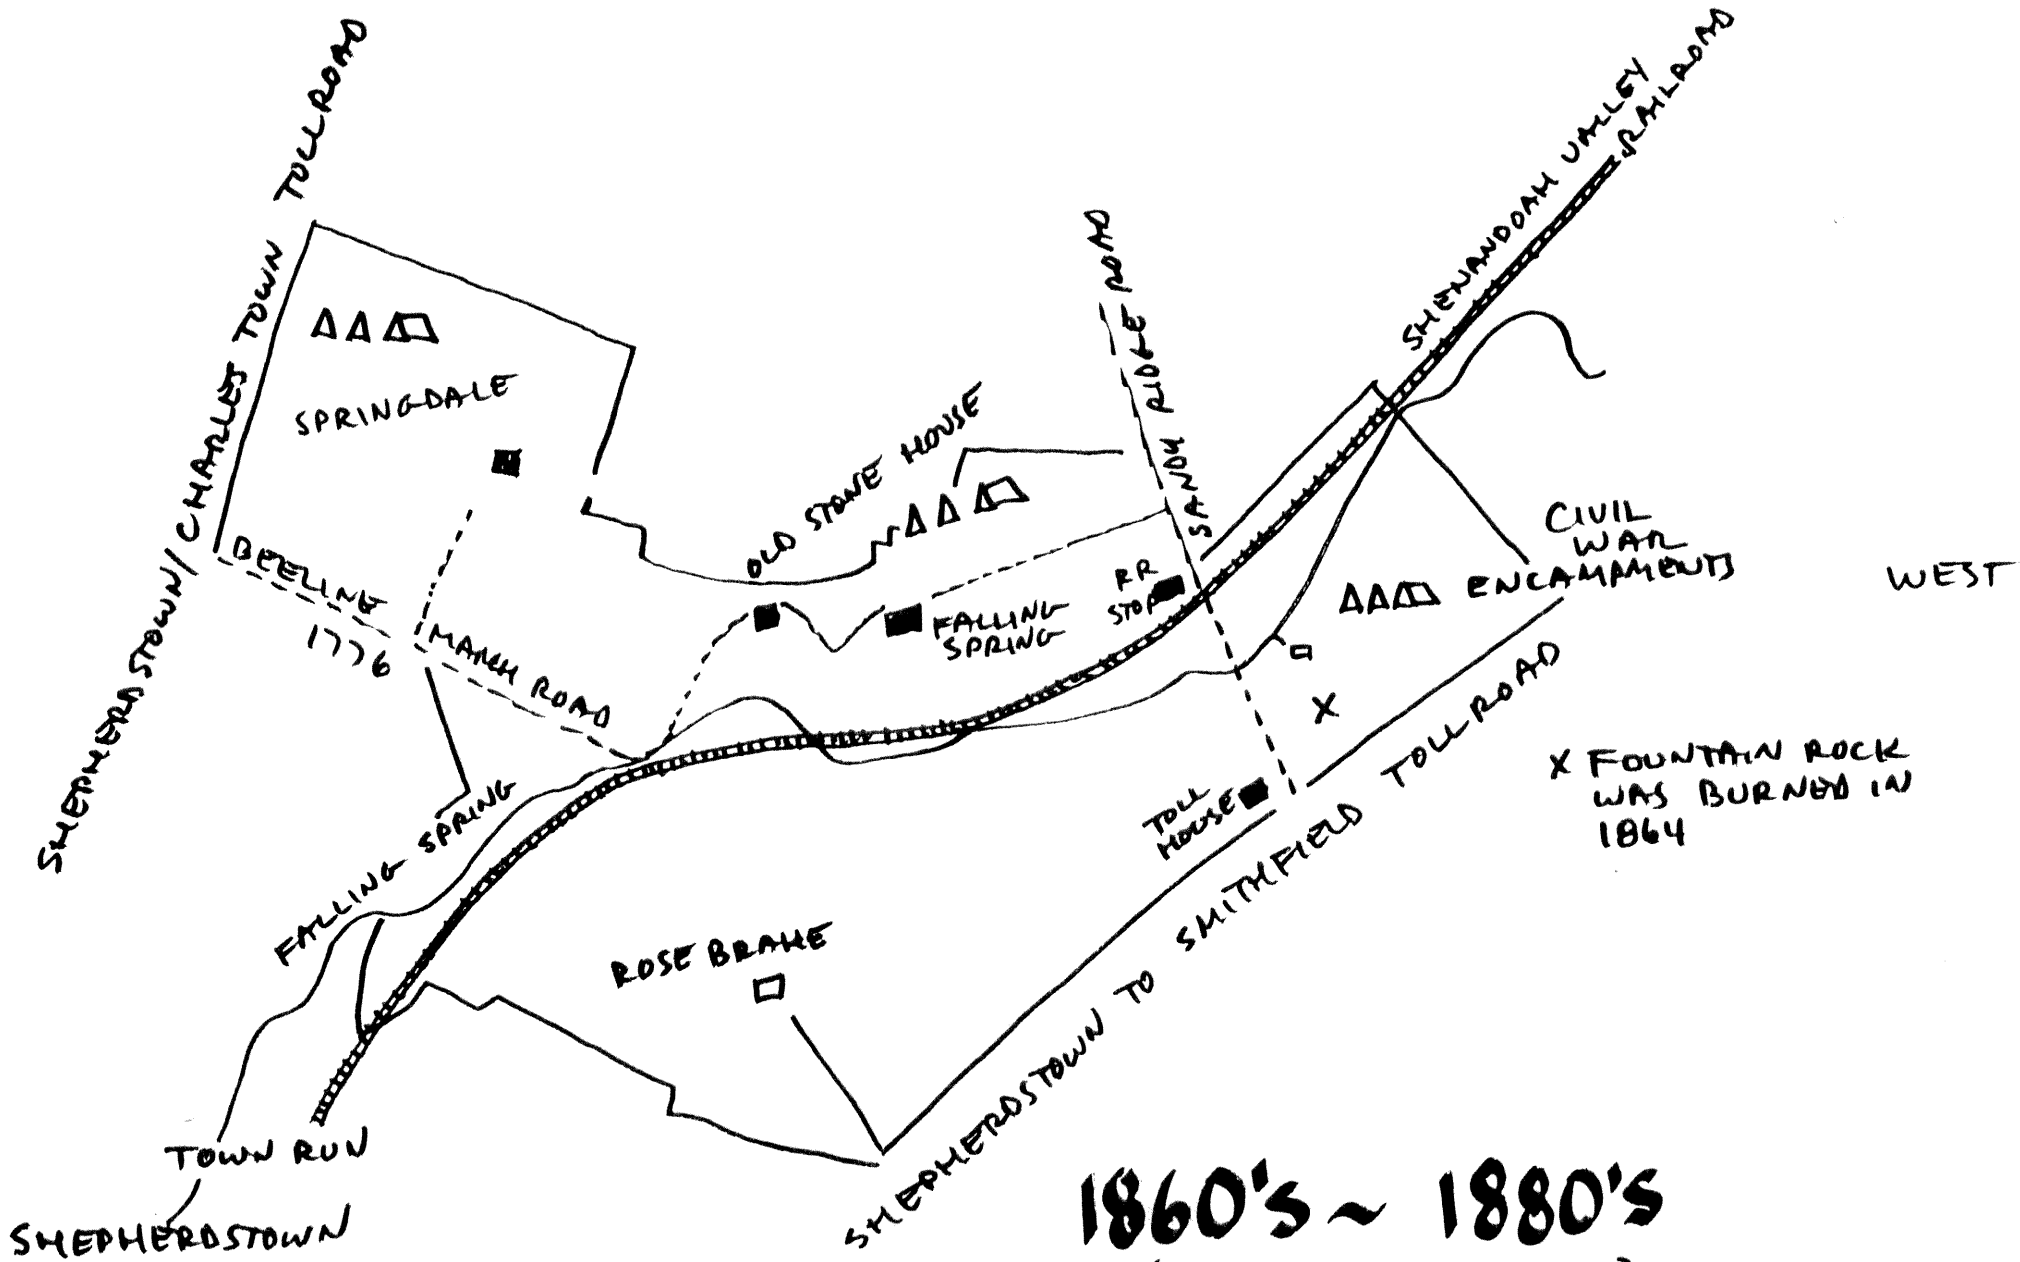 SHEPHERDSTOWN/CHARLES TOWN TOLLROAD
SHENANDOAH VALLEY
RAILROAD
SPRINGDALE
OLD STONE HOUSE
SANDY RIDGE ROAD
BEELINE
MARCH ROAD
1776
FALLING
SPRING
RR
STOP
CIVIL
WAR
ENCAMPMENTS
WEST
X
X FOUNTAIN ROCK
WAS BURNED IN
1864
TOLL
HOUSE
FALLING SPRING
ROSE BRAKE
SHEPHERDSTOWN TO SMITHFIELD TOLLROAD
TOWN RUN
SHEPHERDSTOWN
1860's ~ 1880's